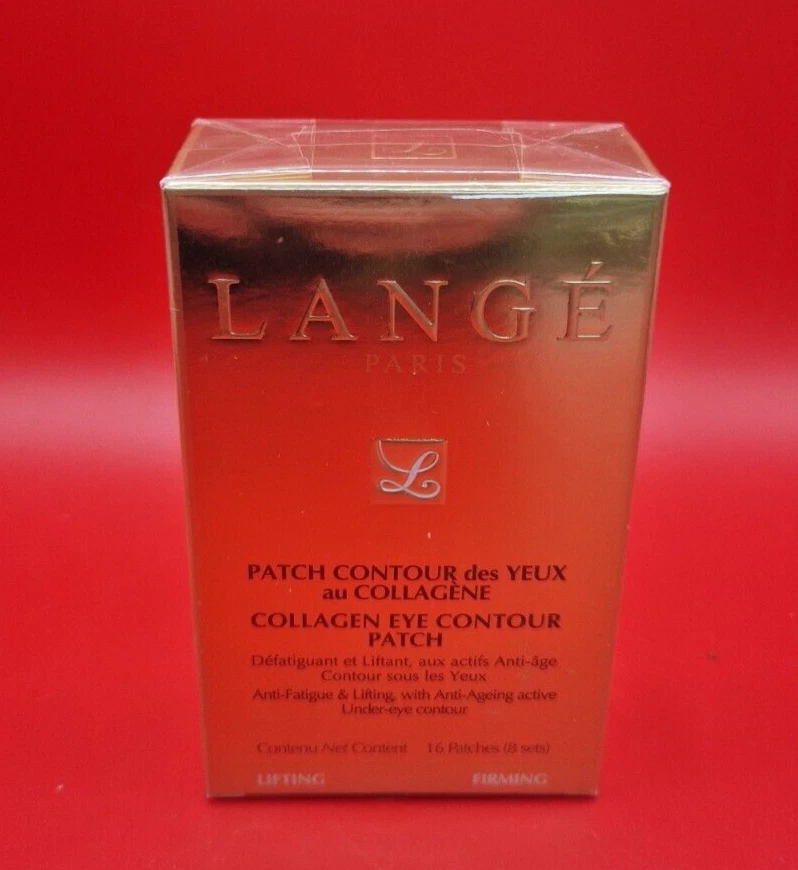 LANGÉ
PARIS
L
PATCH CONTOUR des YEUX
au COLLAGÈNE
COLLAGEN EYE CONTOUR
PATCH
Défatiguant et Liftant, aux actifs Anti-âge
Contour sous les Yeux
Anti-Fatigue & Lifting, with Anti-Ageing active
Under-eye contour
Contenu Net Content 16 Patches (8 sets)
LIFTING FIRMING